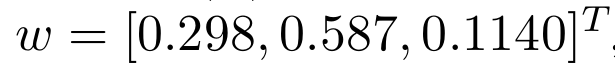 w = [0.298, 0.587, 0.1140]^T,